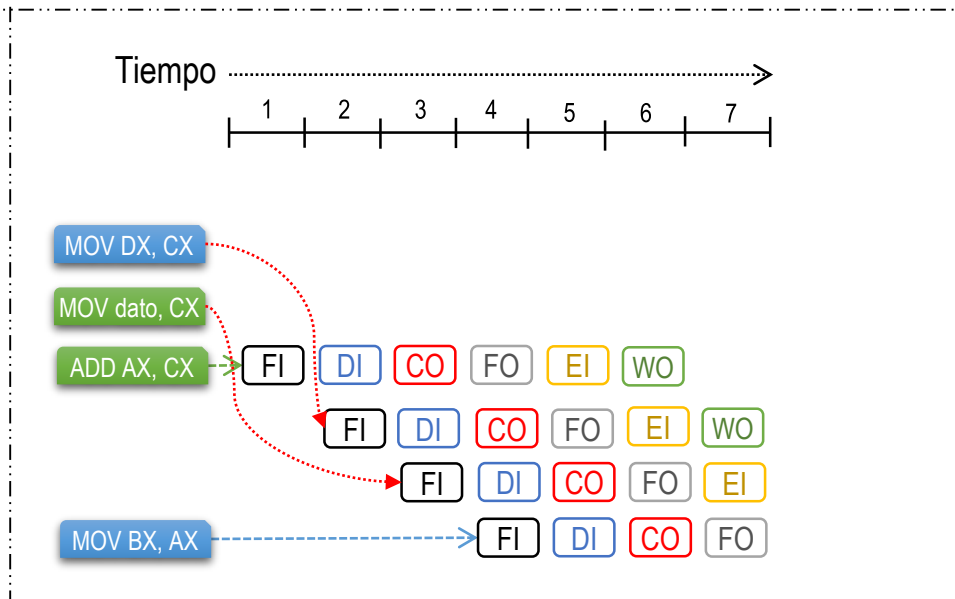 Tiempo
1 2 3 4 5 6 7
MOV DX, CX
MOV dato, CX
ADD AX, CX FI DI CO FO EI WO
FI DI CO FO EI WO
FI DI CO FO EI
MOV BX, AX FI DI CO FO